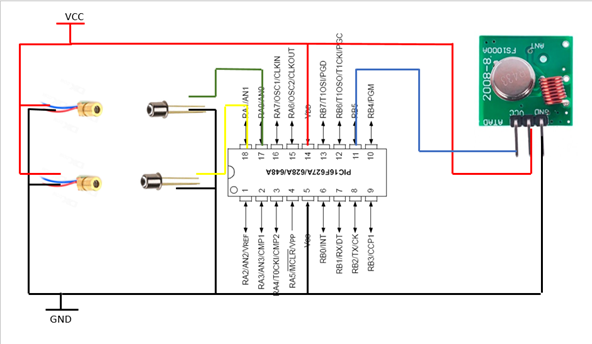 VCC
FS1000A
ANT
2008-8
ATAD
VCC
GND
RA1/AN1
RA0/AN0
RA7/OSC1/CLKIN
RA6/OSC2/CLKOUT
VDD
RB7/T1OSI/PGD
RB6/T1OSO/T1CKI/PGC
RB5
RB4/PGM
18 17 16 15 14 13 12 11 10
PIC16F627A/628A/648A
1 2 3 4 5 6 7 8 9
RA2/AN2/VREF
RA3/AN3/CMP1
RA4/T0CKI/CMP2
RA5/MCLR/VPP
RB0/INT
RB1/RX/DT
RB2/TX/CK
RB3/CCP1
GND